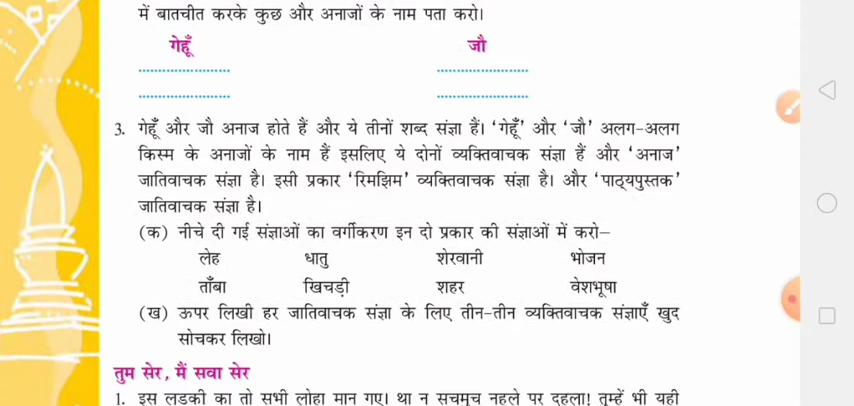 में बातचीत करके कुछ और अनाजों के नाम पता करो।
गेहूँ जौ
3. गेहूँ और जौ अनाज होते हैं और ये तीनों शब्द संज्ञा हैं। ‘गेहूँ’ और ‘जौ’ अलग-अलग
किस्म के अनाजों के नाम हैं इसलिए ये दोनों व्यक्तिवाचक संज्ञा हैं और ‘अनाज’
जातिवाचक संज्ञा है। इसी प्रकार ‘रिमझिम’ व्यक्तिवाचक संज्ञा है। और ‘पाठ्यपुस्तक’
जातिवाचक संज्ञा है।
(क) नीचे दी गई संज्ञाओं का वर्गीकरण इन दो प्रकार की संज्ञाओं में करो–
लेह धातु शेरवानी भोजन
ताँबा खिचड़ी शहर वेशभूषा
(ख) ऊपर लिखी हर जातिवाचक संज्ञा के लिए तीन-तीन व्यक्तिवाचक संज्ञाएँ खुद
सोचकर लिखो।
तुम सेर, मैं सवा सेर
1. इस लड़की का तो सभी लोहा मान गए। था न सचमुच नहले पर दहला! तुम्हें भी यही